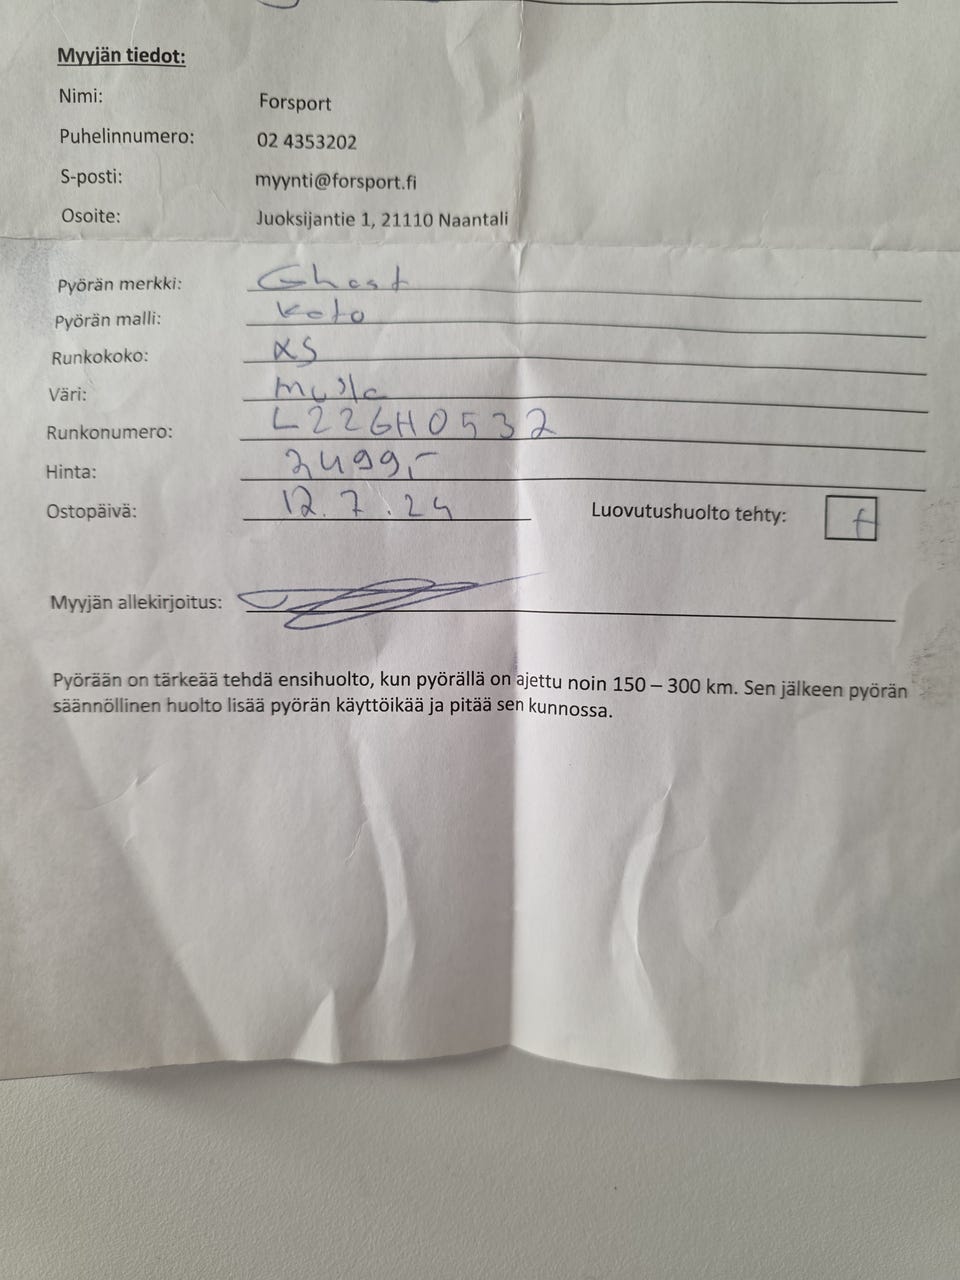 Myyjän tiedot:
Nimi: Forsport
Puhelinnumero: 02 4353202
S-posti: myynti@forsport.fi
Osoite: Juoksijantie 1, 21110 Naantali
Pyörän merkki: Ghost
Pyörän malli: Kato
Runkokoko: XS
Väri: musta
Runkonumero: L226H0532
Hinta: 2499,-
Ostopäivä: 12.7.24 Luovutushuolto tehty:
Myyjän allekirjoitus:
Pyörään on tärkeää tehdä ensihuolto, kun pyörällä on ajettu noin 150 – 300 km. Sen jälkeen pyörän
säännöllinen huolto lisää pyörän käyttöikää ja pitää sen kunnossa.